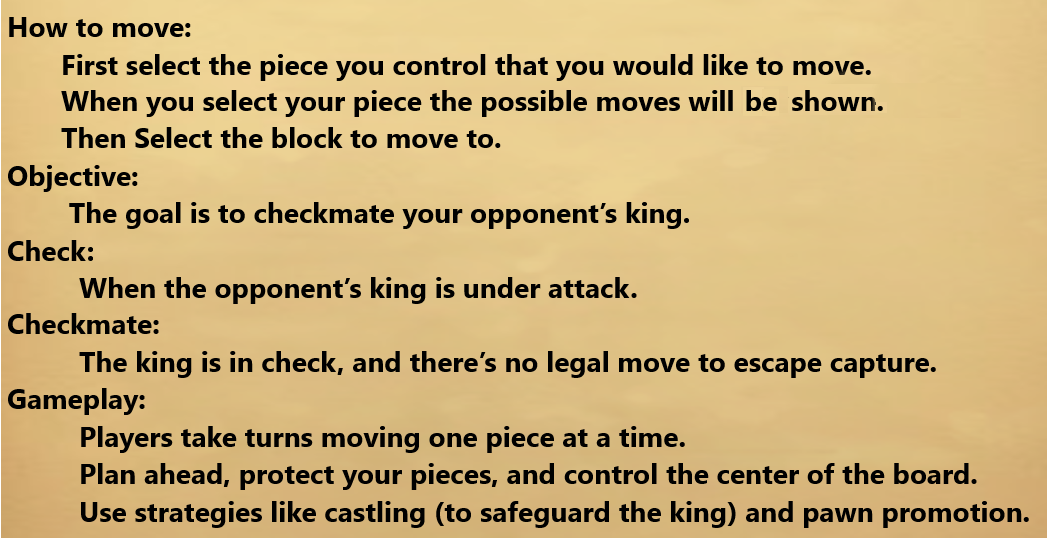 How to move:
First select the piece you control that you would like to move.
When you select your piece the possible moves will be shown.
Then Select the block to move to.
Objective:
The goal is to checkmate your opponent’s king.
Check:
When the opponent’s king is under attack.
Checkmate:
The king is in check, and there’s no legal move to escape capture.
Gameplay:
Players take turns moving one piece at a time.
Plan ahead, protect your pieces, and control the center of the board.
Use strategies like castling (to safeguard the king) and pawn promotion.